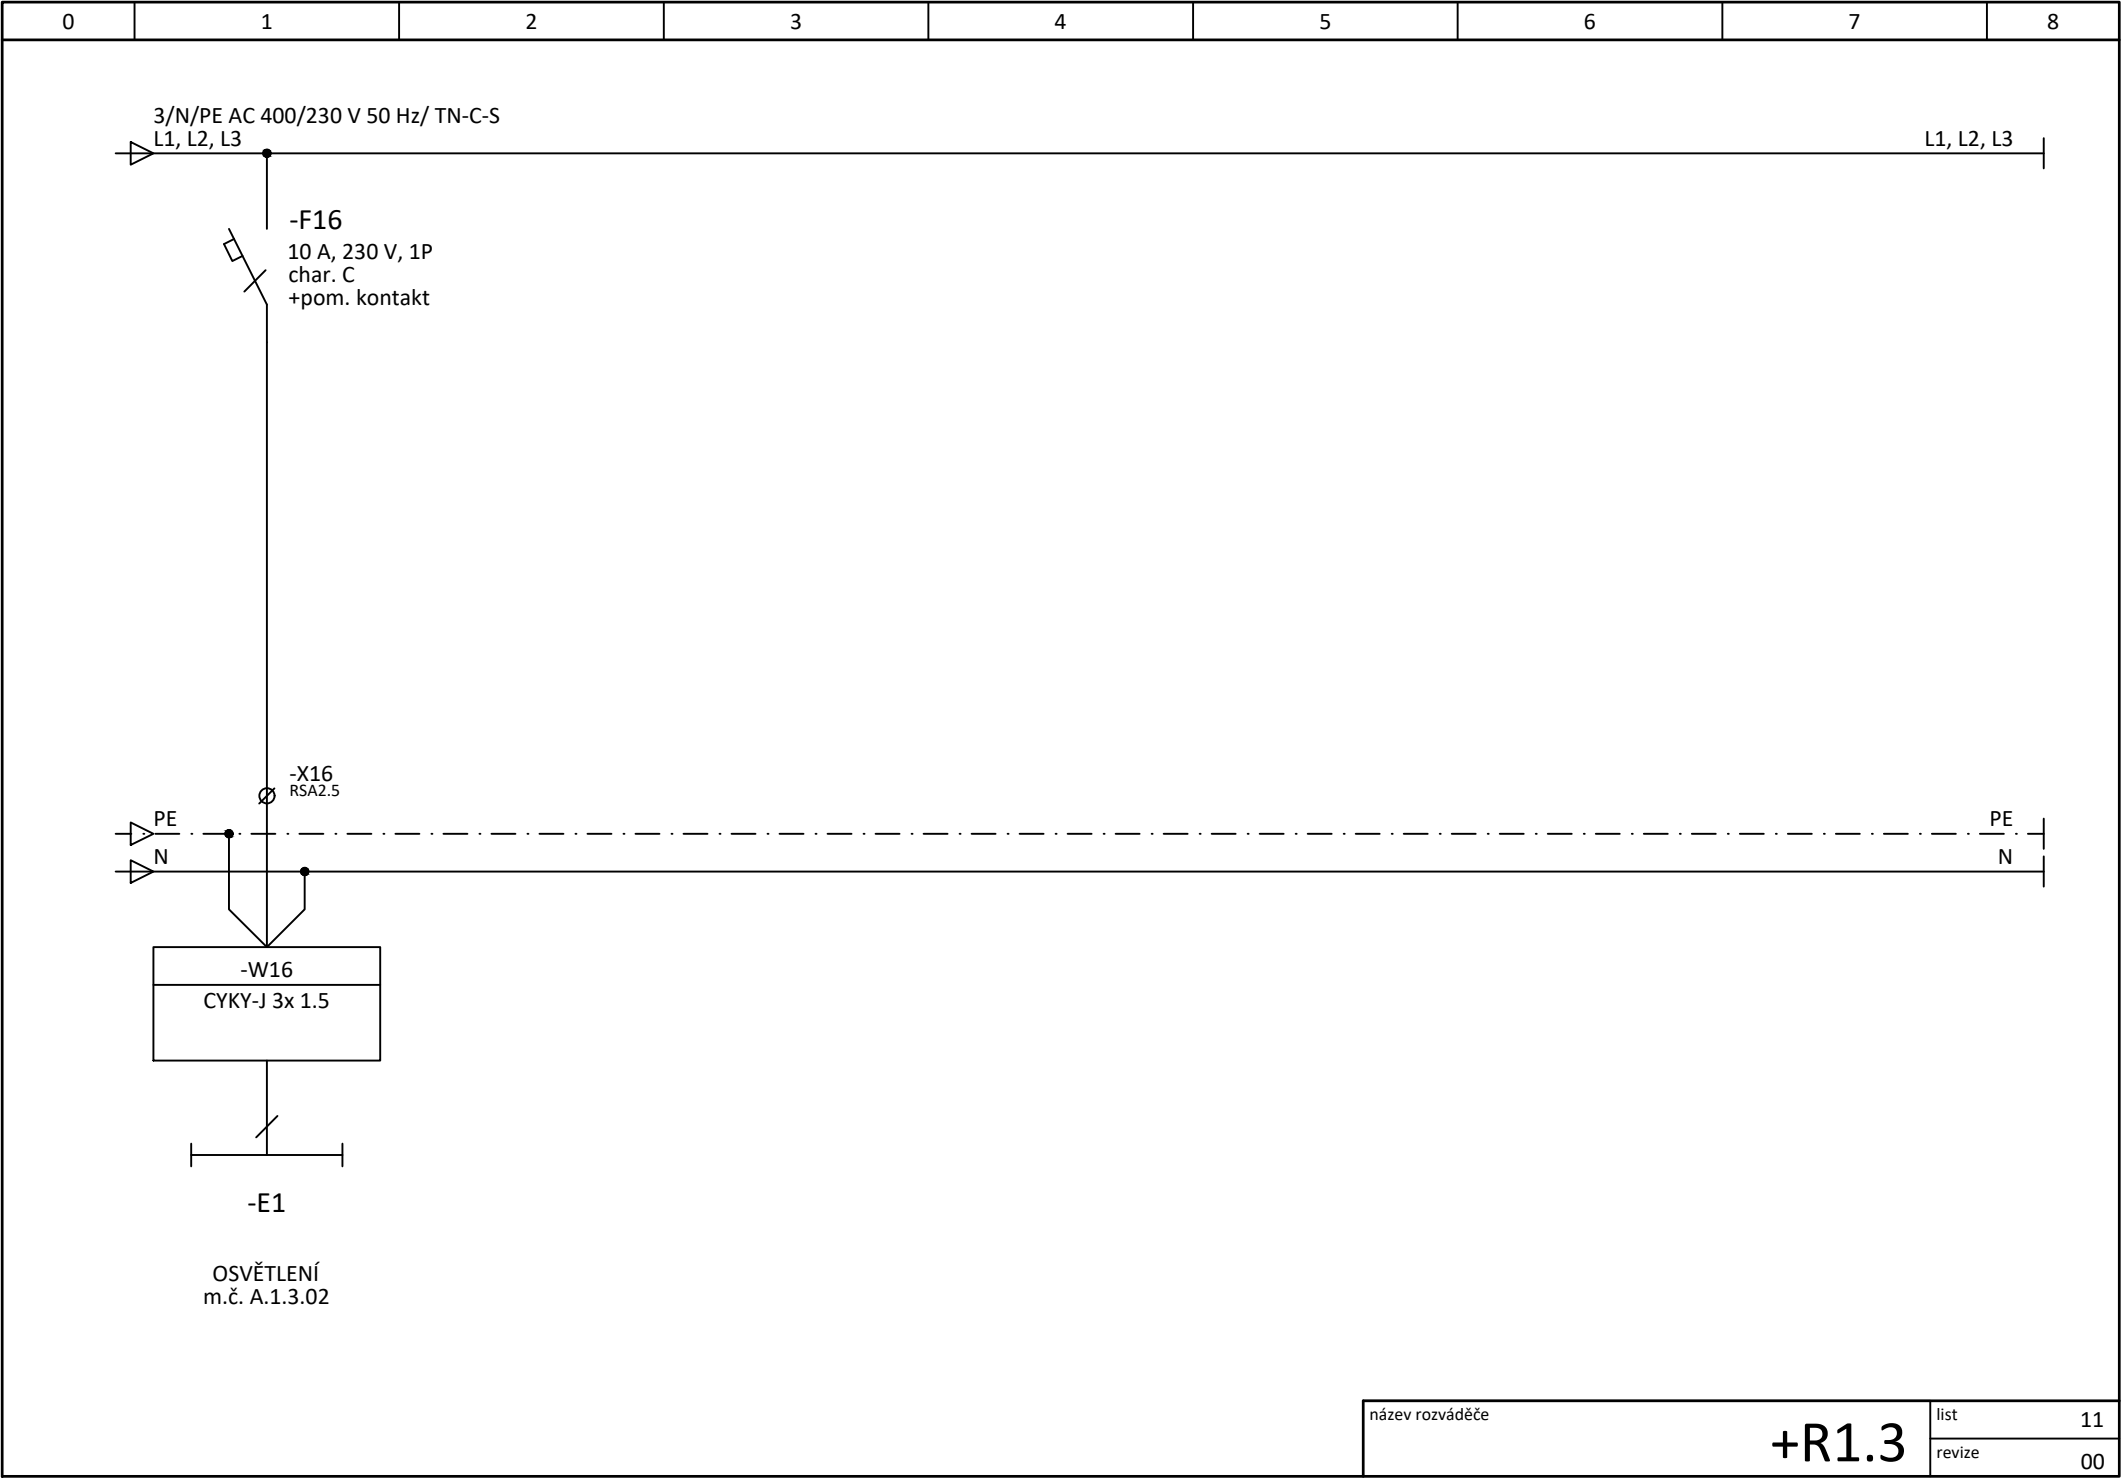 0 1 2 3 4 5 6 7 8
3/N/PE AC 400/230 V 50 Hz/ TN-C-S
L1, L2, L3
L1, L2, L3
-F16
10 A, 230 V, 1P
char. C
+pom. kontakt
-X16
RSA2.5
PE
PE
N
N
-W16
CYKY-J 3x 1.5
-E1
OSVĚTLENÍ
m.č. A.1.3.02
název rozváděče
+R1.3
list 11
revize 00